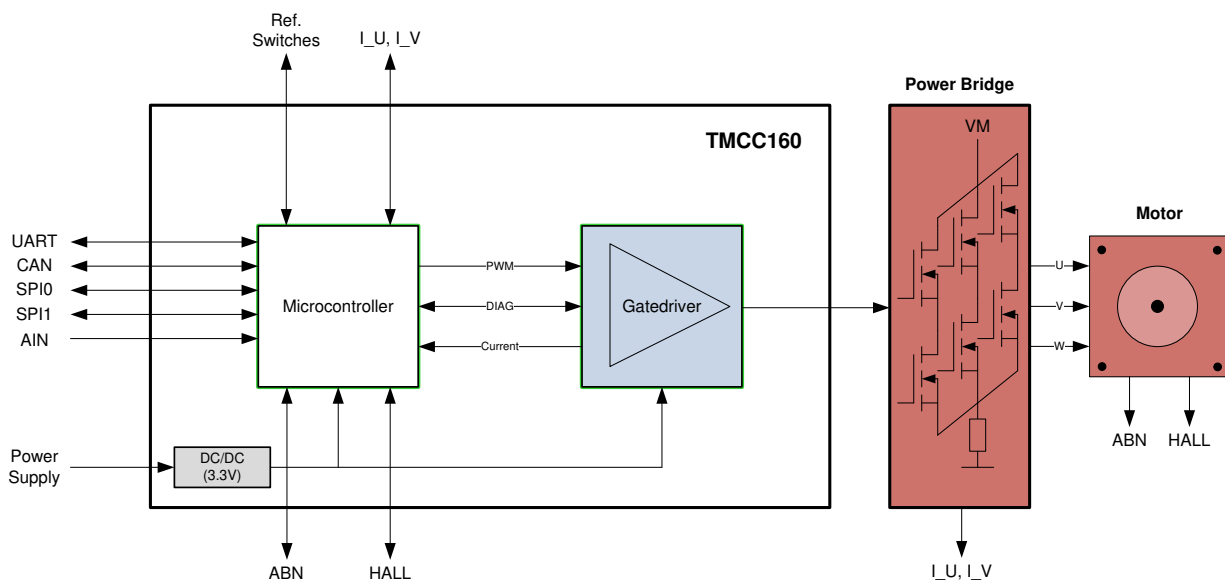 Ref.
Switches
I_U, I_V
Power Bridge
TMCC160
VM
Motor
UART
CAN
SPI0
SPI1
AIN
Microcontroller
PWM
DIAG
Current
Gatedriver
U
V
W
ABN
HALL
Power
Supply
DC/DC
(3.3V)
ABN
HALL
I_U, I_V